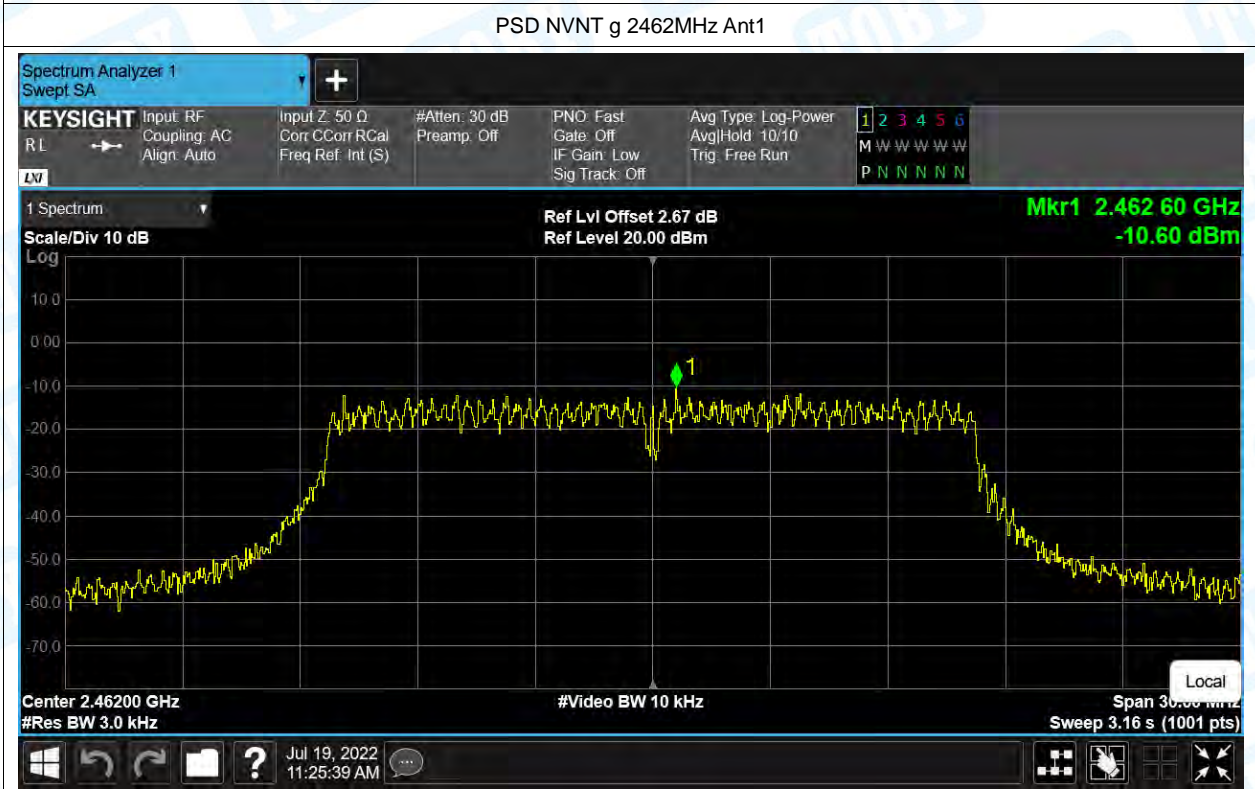 PSD NVNT g 2462MHz Ant1
Spectrum Analyzer 1
Swept SA
+
KEYSIGHT
RL
LXI
Input: RF
Coupling: AC
Align: Auto
Input Z: 50 Ω
Corr CCorr RCal
Freq Ref: Int (S)
#Atten: 30 dB
Preamp: Off
PNO: Fast
Gate: Off
IF Gain: Low
Sig Track: Off
Avg Type: Log-Power
Avg|Hold: 10/10
Trig: Free Run
1 2 3 4 5 6
M W W W W W
P N N N N N
1 Spectrum
Scale/Div 10 dB
Ref Lvl Offset 2.67 dB
Ref Level 20.00 dBm
Mkr1 2.462 60 GHz
-10.60 dBm
Log
10.0
0.00
-10.0
-20.0
-30.0
-40.0
-50.0
-60.0
-70.0
1
Local
Center 2.46200 GHz
#Res BW 3.0 kHz
#Video BW 10 kHz
Span 30.00 MHz
Sweep 3.16 s (1001 pts)
?
Jul 19, 2022
11:25:39 AM